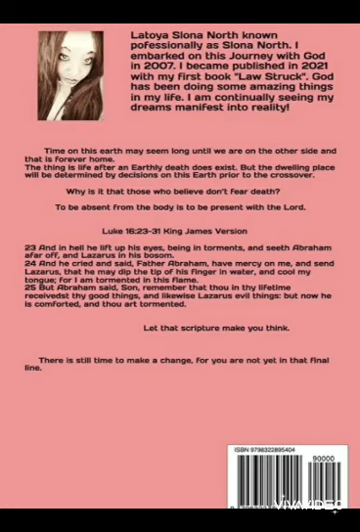 Latoya Slona North known
pofessionally as Slona North. I
embarked on this Journey with God
in 2007. I became published in 2021
with my first book "Law Struck". God
has been doing some amazing things
in my life. I am continually seeing my
dreams manifest into reality!
Time on this earth may seem long until we are on the other side and
that is forever home.
The thing is life after an Earthly death does exist. But the dwelling place
will be determined by decisions on this Earth prior to the crossover.
Why is it that those who believe don't fear death?
To be absent from the body is to be present with the Lord.
Luke 16:23-31 King James Version
23 And in hell he lift up his eyes, being in torments, and seeth Abraham
afar off, and Lazarus in his bosom.
24 And he cried and said, Father Abraham, have mercy on me, and send
Lazarus, that he may dip the tip of his finger in water, and cool my
tongue; for I am tormented in this flame.
25 But Abraham said, Son, remember that thou in thy lifetime
receivedst thy good things, and likewise Lazarus evil things: but now he
is comforted, and thou art tormented.
Let that scripture make you think.
There is still time to make a change, for you are not yet in that final
line.
ISBN 9798322895404
90000
VIVAVIDEO